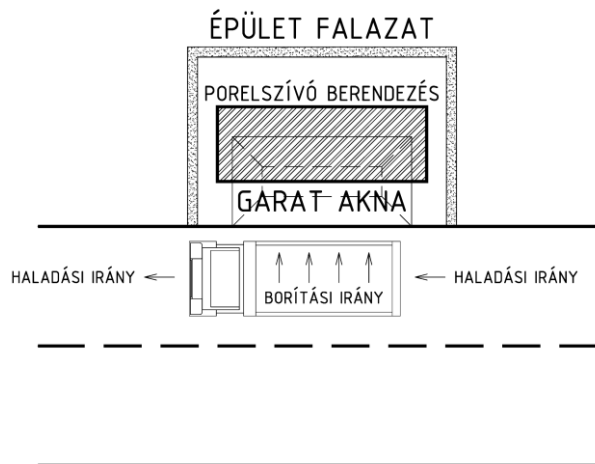 ÉPÜLET FALAZAT
PORELSZÍVÓ BERENDEZÉS
GARAT AKNA
HALADÁSI IRÁNY
BORÍTÁSI IRÁNY
HALADÁSI IRÁNY